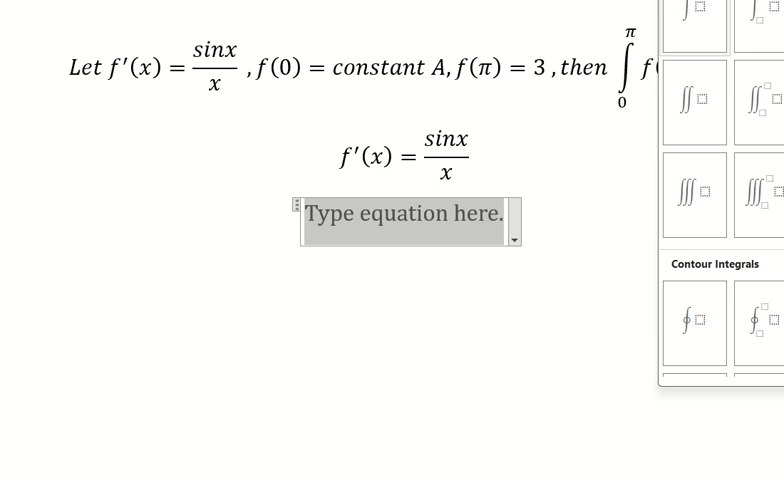 Let f'(x) = sinx/x , f(0) = constant A, f(π) = 3 , then ∫₀^π f(
f'(x) = sinx/x
Type equation here.
Contour Integrals